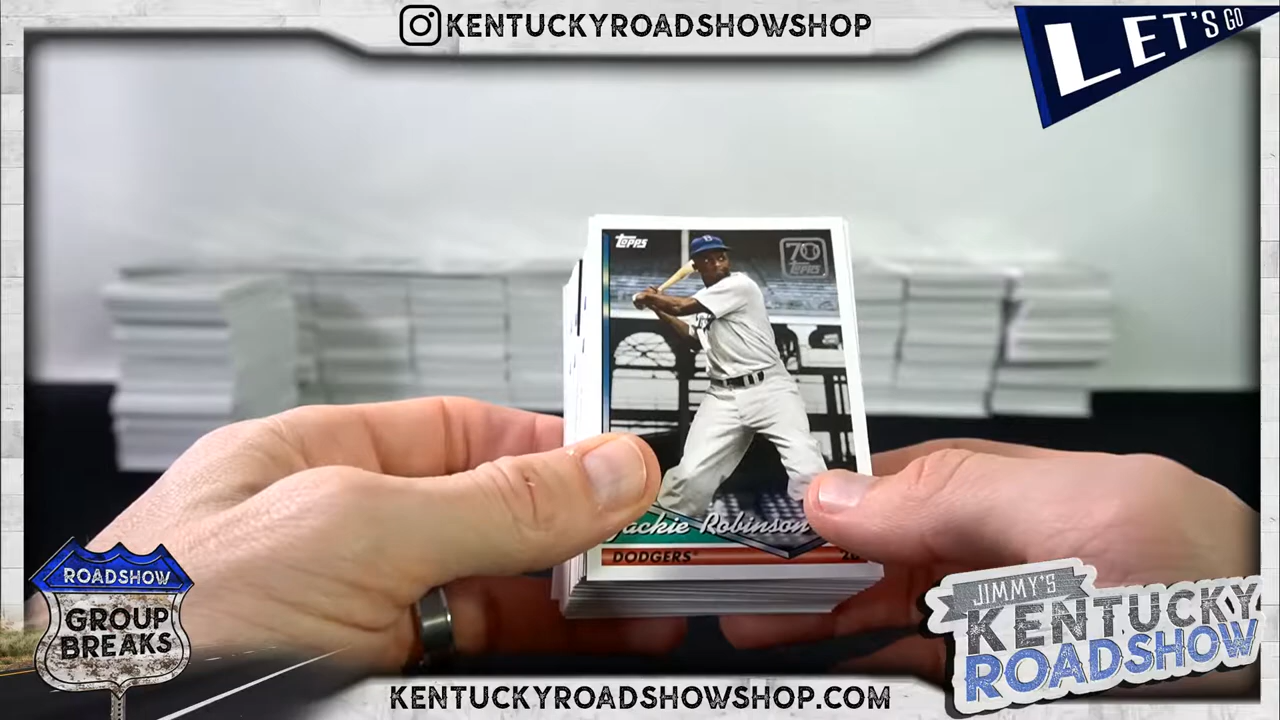 KENTUCKYROADSHOWSHOP
LET'S GO
TOPPS
70
TOPPS
B
Jackie Robinson
DODGERS
ROADSHOW
GROUP
BREAKS
JIMMY'S
KENTUCKY
ROADSHOW
KENTUCKYROADSHOWSHOP.COM